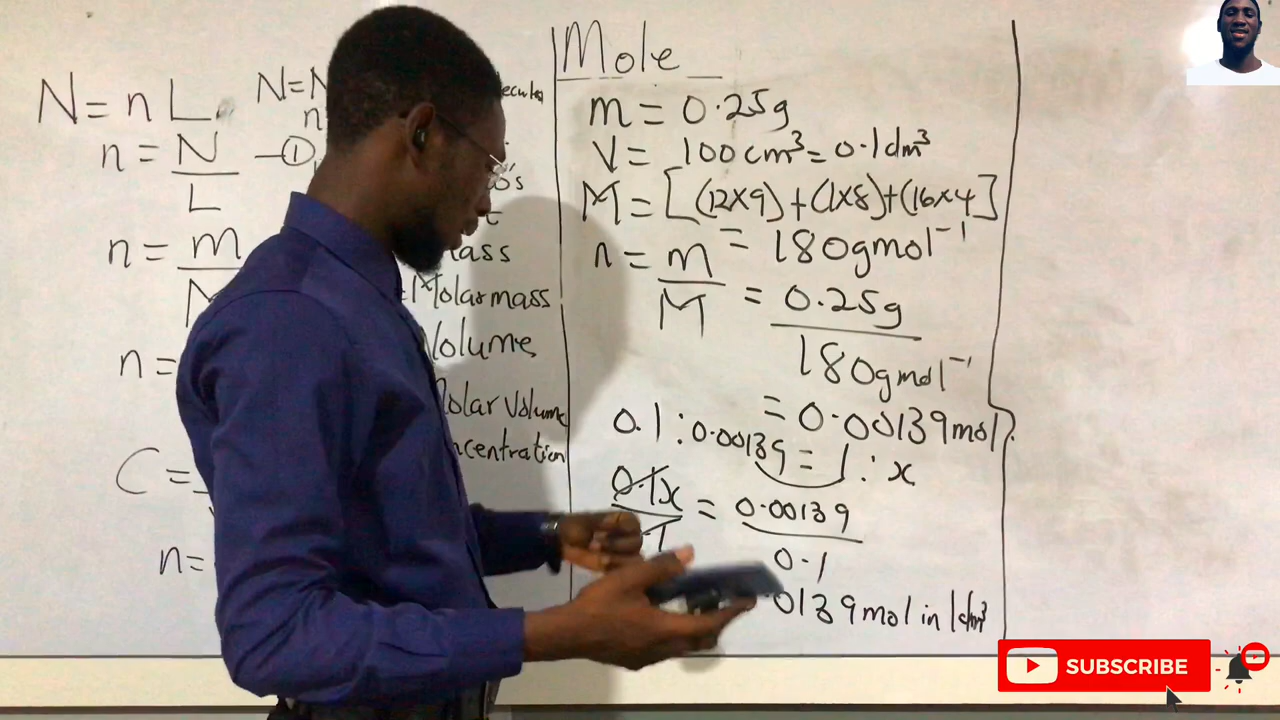 N = nL
n = N/L — ①
n = m/M
n =
C =
n =
N = N
n
mass
Molar mass
Volume
Molar Volume
concentration
Mole
m = 0.25g
V = 100cm³ = 0.1dm³
M = [(12×9)+(1×8)+(16×4]
= 180gmol⁻¹
n = m/M = 0.25g/180gmol⁻¹
= 0.00139mol
0.1 : 0.00139 = 1 : x
0.1x/0.1 = 0.00139/0.1
0139mol in 1dm³
SUBSCRIBE